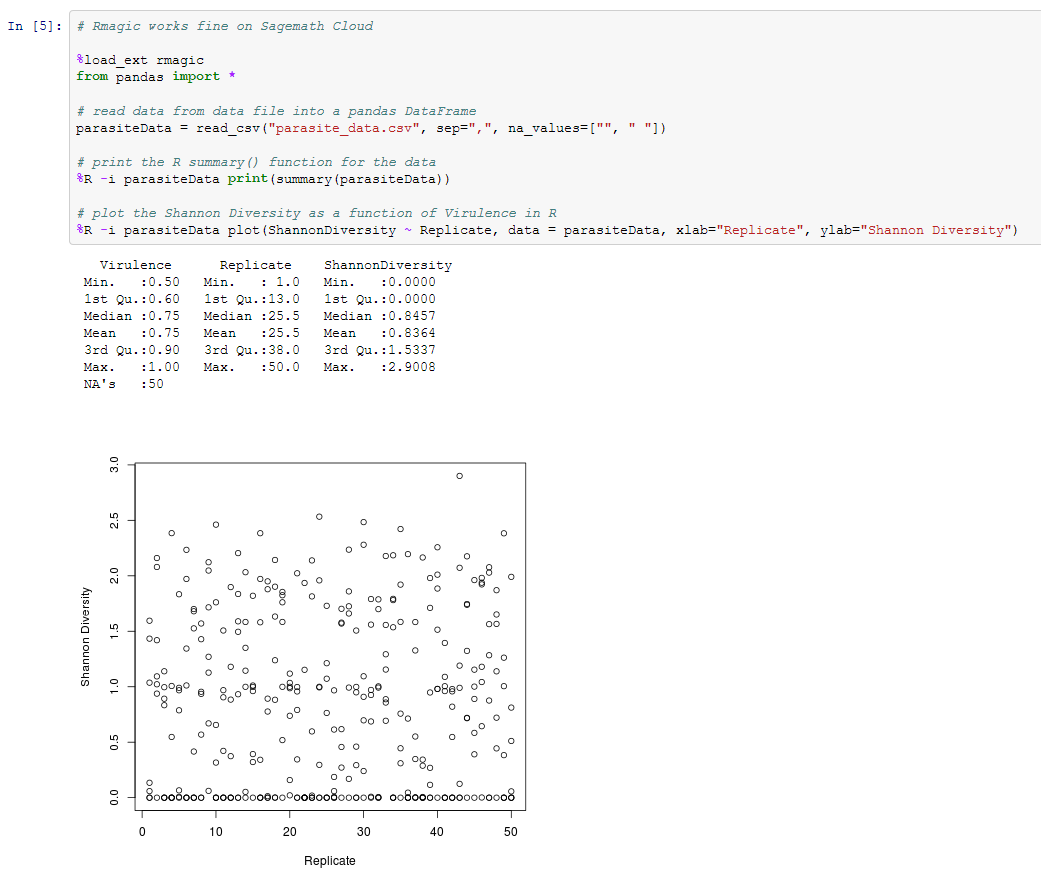 In [5]: # Rmagic works fine on Sagemath Cloud
%load_ext rmagic
from pandas import *
# read data from data file into a pandas DataFrame
parasiteData = read_csv("parasite_data.csv", sep=",", na_values=["", " "])
# print the R summary() function for the data
%R -i parasiteData print(summary(parasiteData))
# plot the Shannon Diversity as a function of Virulence in R
%R -i parasiteData plot(ShannonDiversity ~ Replicate, data = parasiteData, xlab="Replicate", ylab="Shannon Diversity")
Virulence Replicate ShannonDiversity
Min. :0.50 Min. : 1.0 Min. :0.0000
1st Qu.:0.60 1st Qu.:13.0 1st Qu.:0.0000
Median :0.75 Median :25.5 Median :0.8457
Mean :0.75 Mean :25.5 Mean :0.8364
3rd Qu.:0.90 3rd Qu.:38.0 3rd Qu.:1.5337
Max. :1.00 Max. :50.0 Max. :2.9008
NA's :50
3.0
2.5
2.0
1.5
1.0
0.5
0.0
Shannon Diversity
0 10 20 30 40 50
Replicate